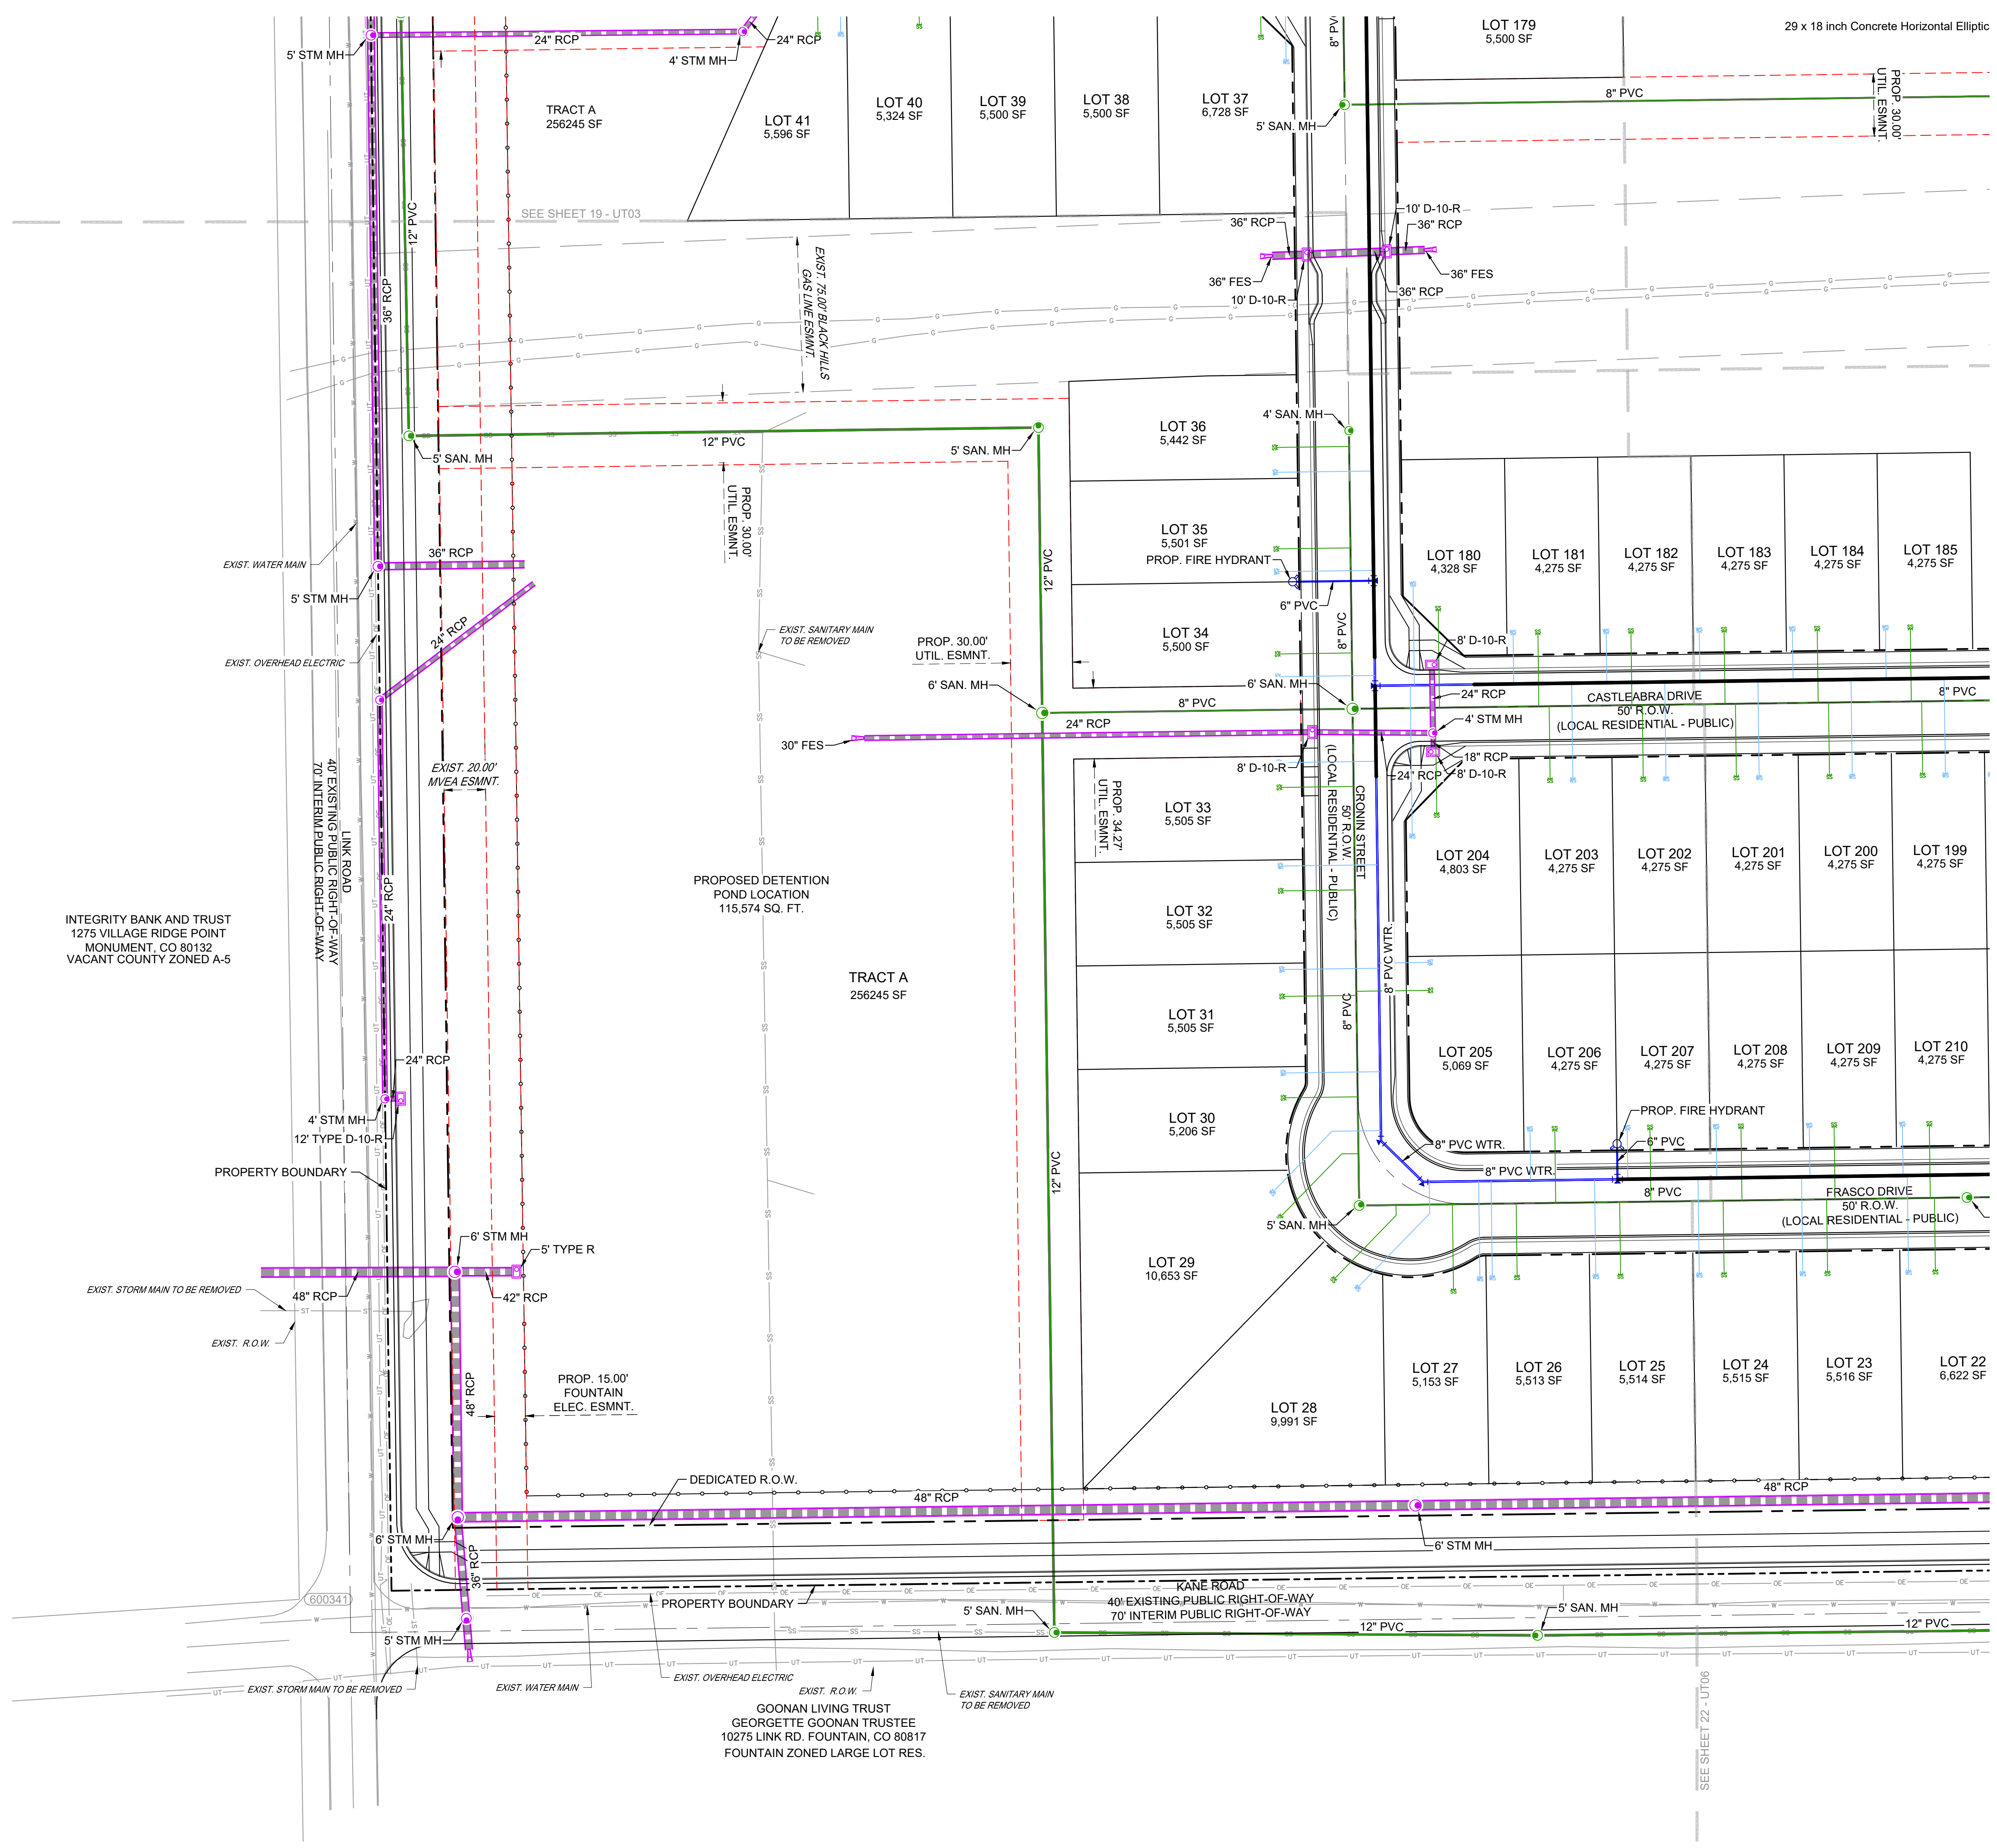 LOT 179
5,500 SF
29 x 18 inch Concrete Horizontal Elliptic
5' STM MH
24" RCP
4' STM MH
24" RCP
8" PVC
TRACT A
256245 SF
LOT 41
5,596 SF
LOT 40
5,324 SF
LOT 39
5,500 SF
LOT 38
5,500 SF
LOT 37
6,728 SF
5' SAN. MH
8" PVC
PROP. 30.00'
UTIL. ESMNT.
SEE SHEET 19 - UT03
12" PVC
36" RCP
EXIST. 75.00' BLACK HILLS
GAS LINE ESMNT.
36" RCP
10' D-10-R
36" RCP
36" FES
36" FES
36" RCP
10' D-10-R
12" PVC
5' SAN. MH
5' SAN. MH
PROP. 30.00'
UTIL. ESMNT.
4' SAN. MH
LOT 36
5,442 SF
LOT 35
5,501 SF
PROP. FIRE HYDRANT
6" PVC
LOT 34
5,500 SF
LOT 180
4,328 SF
LOT 181
4,275 SF
LOT 182
4,275 SF
LOT 183
4,275 SF
LOT 184
4,275 SF
LOT 185
4,275 SF
EXIST. WATER MAIN
36" RCP
5' STM MH
24" RCP
EXIST. OVERHEAD ELECTRIC
12" PVC
8" PVC
EXIST. SANITARY MAIN
TO BE REMOVED
PROP. 30.00'
UTIL. ESMNT.
6' SAN. MH
6' SAN. MH
8" PVC
24" RCP
30" FES
8' D-10-R
24" RCP
4' STM MH
18" RCP
8' D-10-R
24" RCP
8' D-10-R
CASTLEABRA DRIVE
50' R.O.W.
(LOCAL RESIDENTIAL - PUBLIC)
8" PVC
EXIST. 20.00'
MVEA ESMNT.
LINK ROAD
40' EXISTING PUBLIC RIGHT-OF-WAY
70' INTERIM PUBLIC RIGHT-OF-WAY
PROP. 34.27'
UTIL. ESMNT.
LOT 33
5,505 SF
CRONIN STREET
50' R.O.W.
(LOCAL RESIDENTIAL - PUBLIC)
LOT 204
4,803 SF
LOT 203
4,275 SF
LOT 202
4,275 SF
LOT 201
4,275 SF
LOT 200
4,275 SF
LOT 199
4,275 SF
PROPOSED DETENTION
POND LOCATION
115,574 SQ. FT.
LOT 32
5,505 SF
INTEGRITY BANK AND TRUST
1275 VILLAGE RIDGE POINT
MONUMENT, CO 80132
VACANT COUNTY ZONED A-5
24" RCP
TRACT A
256245 SF
8" PVC WTR.
8" PVC
LOT 31
5,505 SF
LOT 205
5,069 SF
LOT 206
4,275 SF
LOT 207
4,275 SF
LOT 208
4,275 SF
LOT 209
4,275 SF
LOT 210
4,275 SF
24" RCP
4' STM MH
12' TYPE D-10-R
PROPERTY BOUNDARY
LOT 30
5,206 SF
12" PVC
PROP. FIRE HYDRANT
6" PVC
8" PVC WTR.
8" PVC WTR.
8" PVC
FRASCO DRIVE
50' R.O.W.
(LOCAL RESIDENTIAL - PUBLIC)
5' SAN. MH
6' STM MH
5' TYPE R
EXIST. STORM MAIN TO BE REMOVED
48" RCP
42" RCP
EXIST. R.O.W.
LOT 29
10,653 SF
PROP. 15.00'
FOUNTAIN
ELEC. ESMNT.
48" RCP
LOT 28
9,991 SF
LOT 27
5,153 SF
LOT 26
5,513 SF
LOT 25
5,514 SF
LOT 24
5,515 SF
LOT 23
5,516 SF
LOT 22
6,622 SF
DEDICATED R.O.W.
48" RCP
48" RCP
6' STM MH
6' STM MH
36" RCP
600341
PROPERTY BOUNDARY
KANE ROAD
40' EXISTING PUBLIC RIGHT-OF-WAY
70' INTERIM PUBLIC RIGHT-OF-WAY
5' SAN. MH
5' SAN. MH
12" PVC
12" PVC
5' STM MH
EXIST. STORM MAIN TO BE REMOVED
EXIST. WATER MAIN
EXIST. OVERHEAD ELECTRIC
EXIST. R.O.W.
EXIST. SANITARY MAIN
TO BE REMOVED
GOONAN LIVING TRUST
GEORGETTE GOONAN TRUSTEE
10275 LINK RD. FOUNTAIN, CO 80817
FOUNTAIN ZONED LARGE LOT RES.
SEE SHEET 22 - UT06